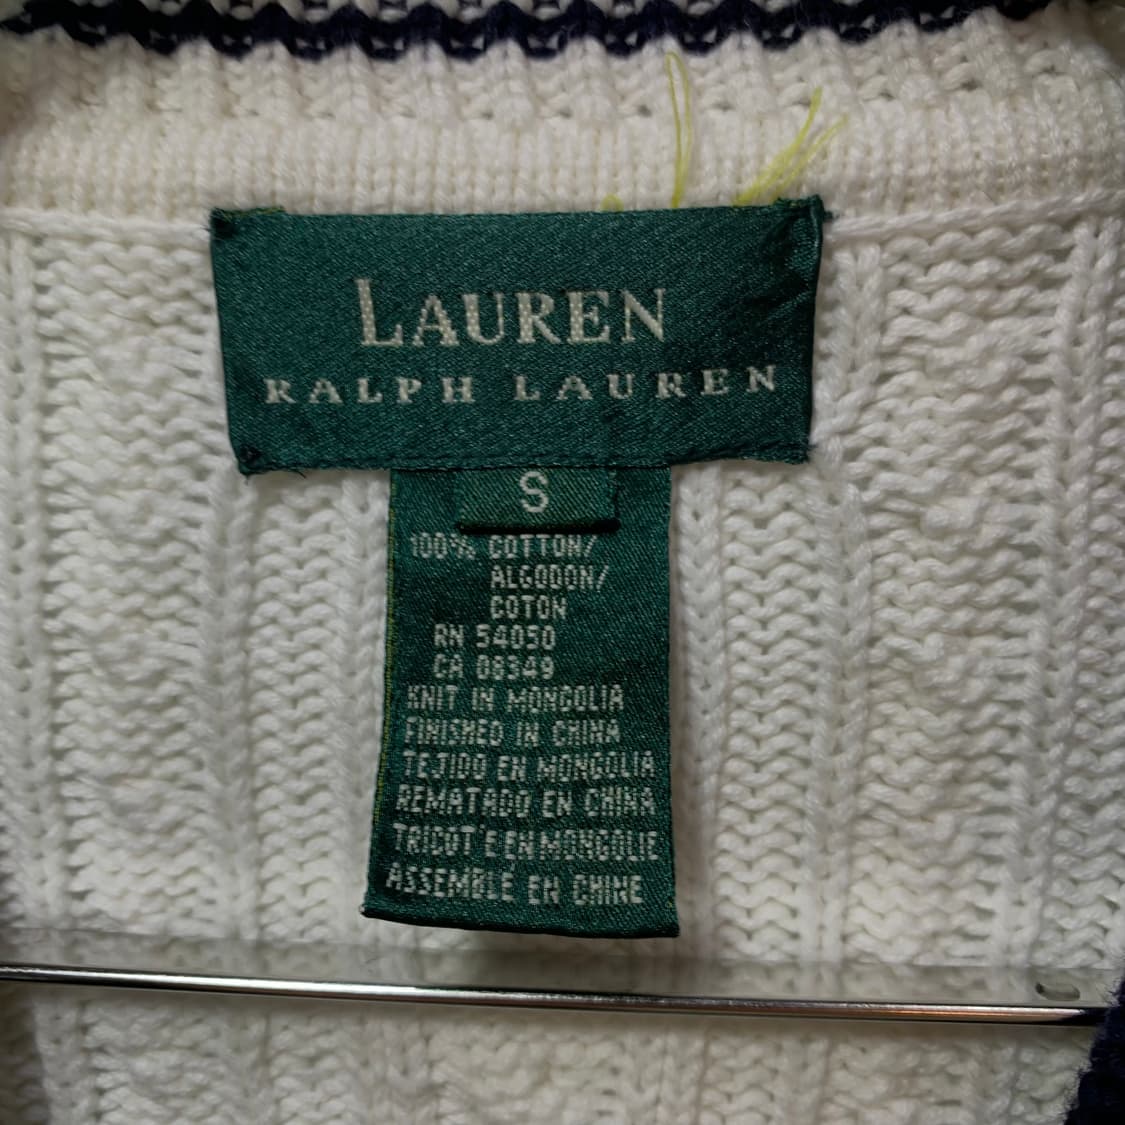 LAUREN
RALPH LAUREN
S
100% COTTON/
ALGODON/
COTON
RN 54050
CA 08349
KNIT IN MONGOLIA
FINISHED IN CHINA
TEJIDO EN MONGOLIA
REMATADO EN CHINA
TRICOT'E EN MONGOLIE
ASSEMBLE EN CHINE